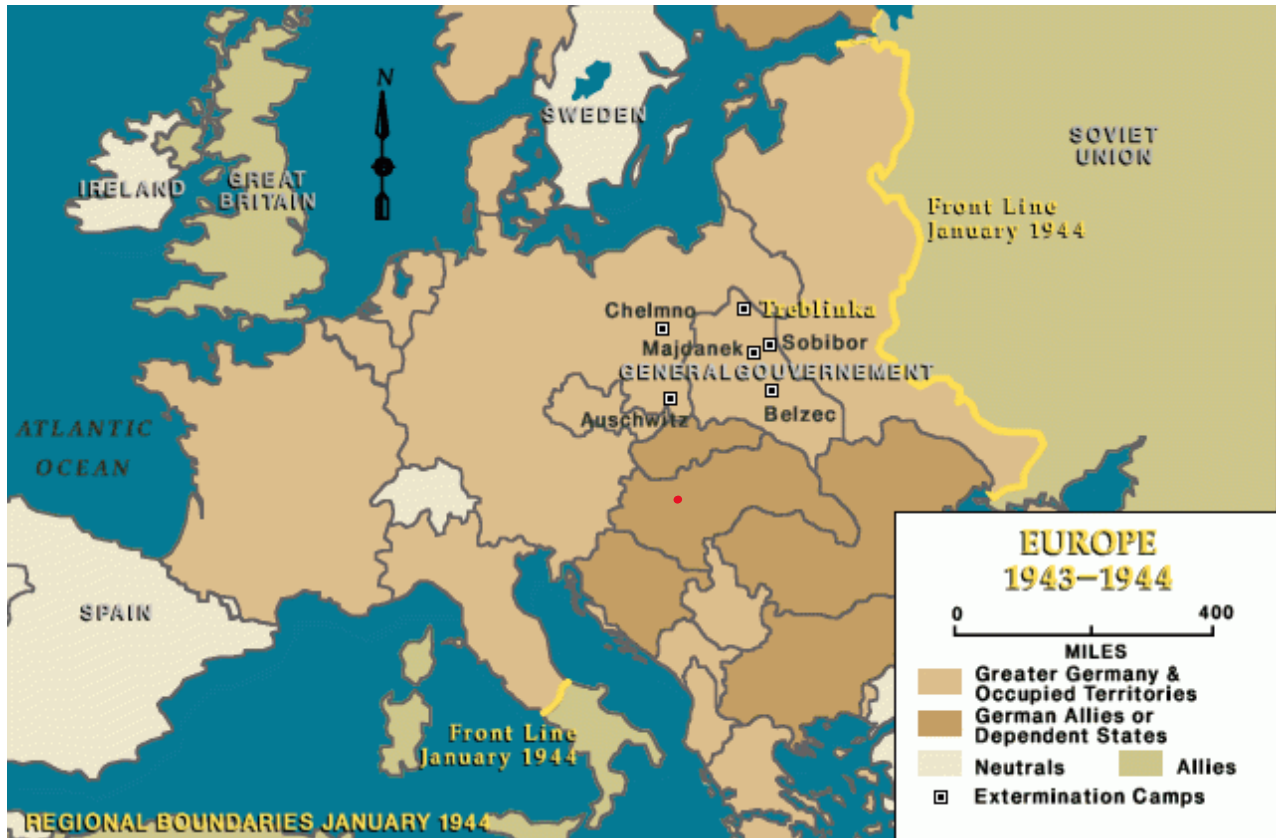 N
SWEDEN
SOVIET
UNION
IRELAND
GREAT
BRITAIN
Front Line
January 1944
Chelmno
Treblinka
Majdanek
Sobibor
GENERALGOUVERNEMENT
Auschwitz
Belzec
ATLANTIC
OCEAN
SPAIN
Front Line
January 1944
EUROPE
1943–1944
0 400
MILES
Greater Germany &
Occupied Territories
German Allies or
Dependent States
Neutrals Allies
Extermination Camps
REGIONAL BOUNDARIES JANUARY 1944